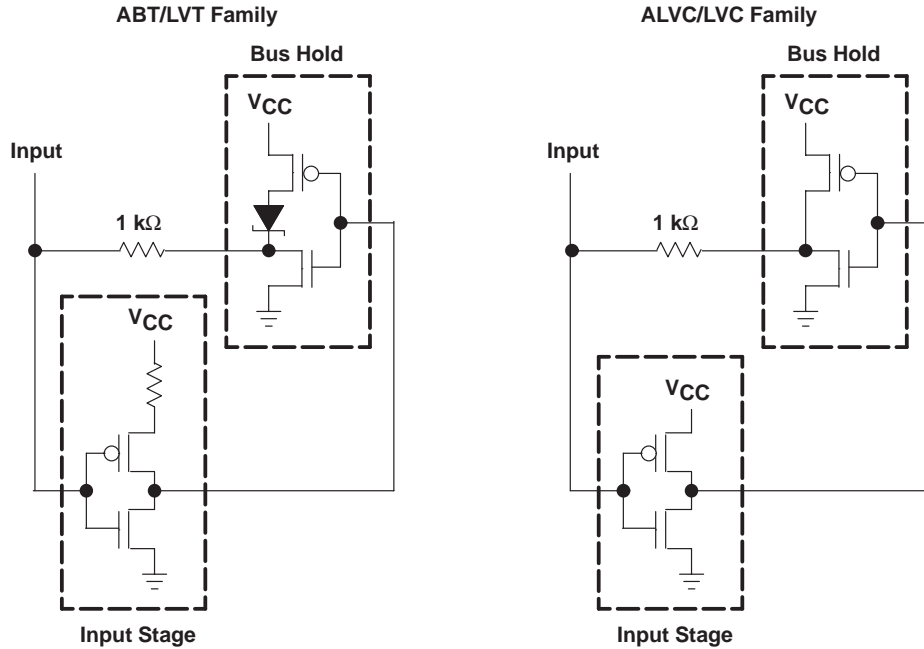 ABT/LVT Family
Bus Hold
VCC
Input
1 kΩ
VCC
Input Stage
ALVC/LVC Family
Bus Hold
VCC
Input
1 kΩ
VCC
Input Stage